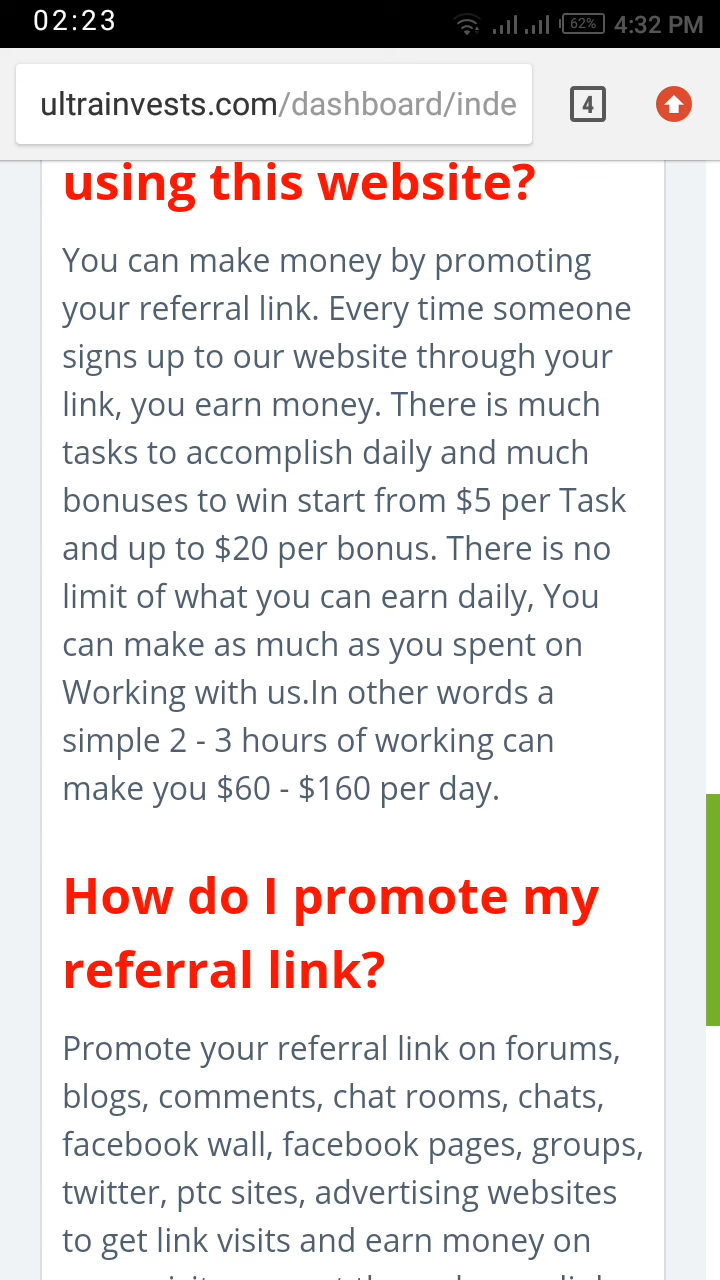 02:23
62% 4:32 PM
ultrainvests.com/dashboard/inde
4
using this website?
You can make money by promoting
your referral link. Every time someone
signs up to our website through your
link, you earn money. There is much
tasks to accomplish daily and much
bonuses to win start from $5 per Task
and up to $20 per bonus. There is no
limit of what you can earn daily, You
can make as much as you spent on
Working with us.In other words a
simple 2 - 3 hours of working can
make you $60 - $160 per day.
How do I promote my
referral link?
Promote your referral link on forums,
blogs, comments, chat rooms, chats,
facebook wall, facebook pages, groups,
twitter, ptc sites, advertising websites
to get link visits and earn money on